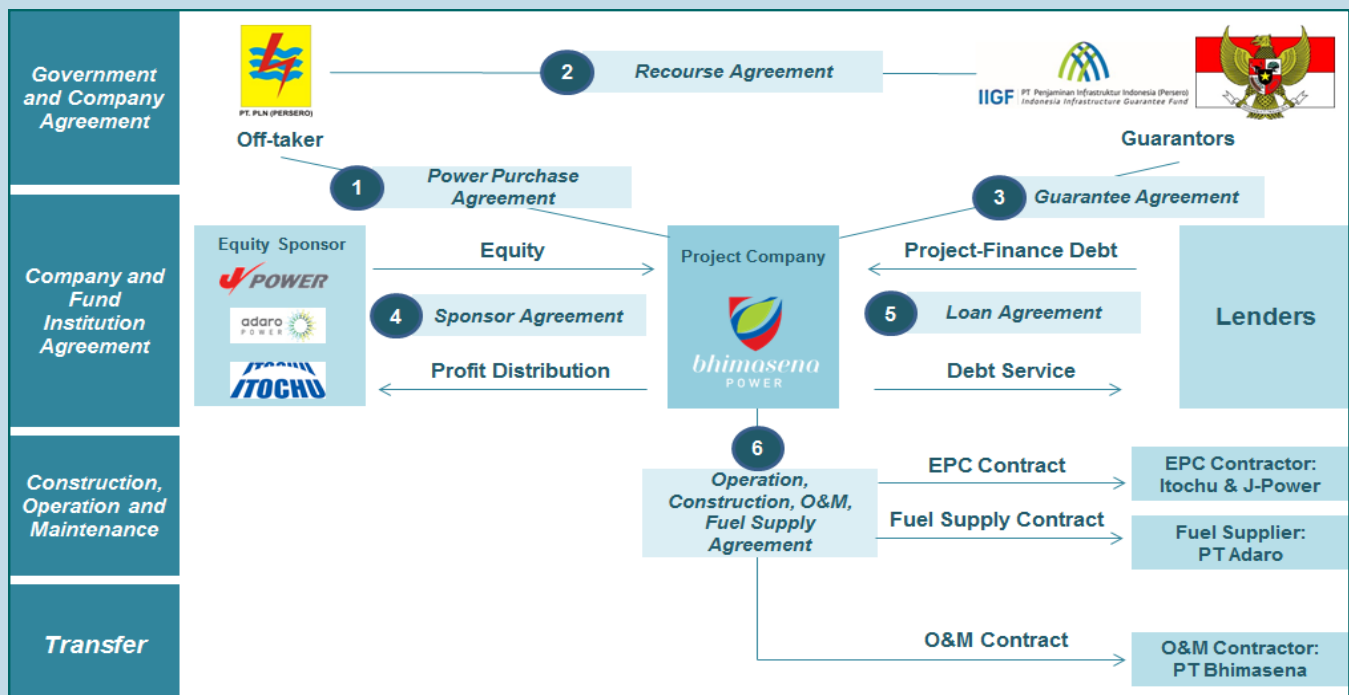 Government
and Company
Agreement
PT. PLN (PERSERO)
Off-taker
2
Recourse Agreement
IIGF
PT Penjaminan Infrastruktur Indonesia (Persero)
Indonesia Infrastructure Guarantee Fund
Guarantors
1
Power Purchase
Agreement
3
Guarantee Agreement
Company and
Fund
Institution
Agreement
Equity Sponsor
J POWER
adaro
POWER
ITOCHU
ITOCHU
Equity
4
Sponsor Agreement
Profit Distribution
Project Company
bhimasena
POWER
Project-Finance Debt
5
Loan Agreement
Debt Service
Lenders
Construction,
Operation and
Maintenance
6
Operation,
Construction, O&M,
Fuel Supply
Agreement
EPC Contract
EPC Contractor:
Itochu & J-Power
Fuel Supply Contract
Fuel Supplier:
PT Adaro
Transfer
O&M Contract
O&M Contractor:
PT Bhimasena